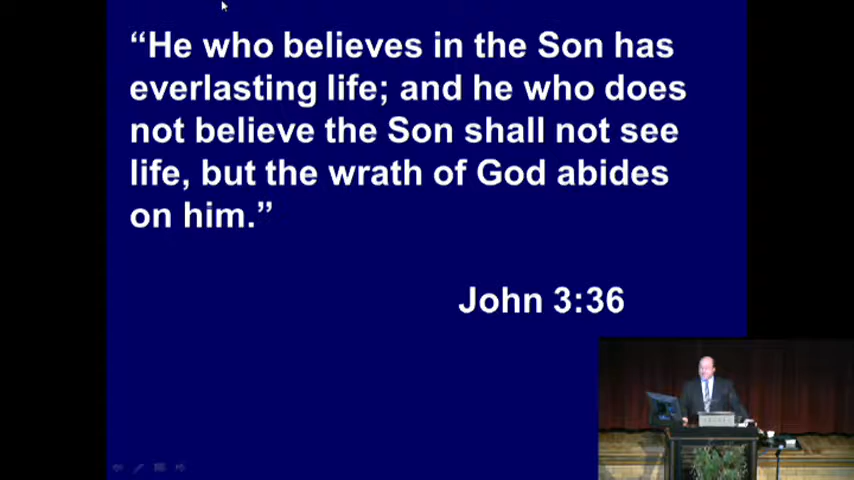 “He who believes in the Son has
everlasting life; and he who does
not believe the Son shall not see
life, but the wrath of God abides
on him.”
John 3:36